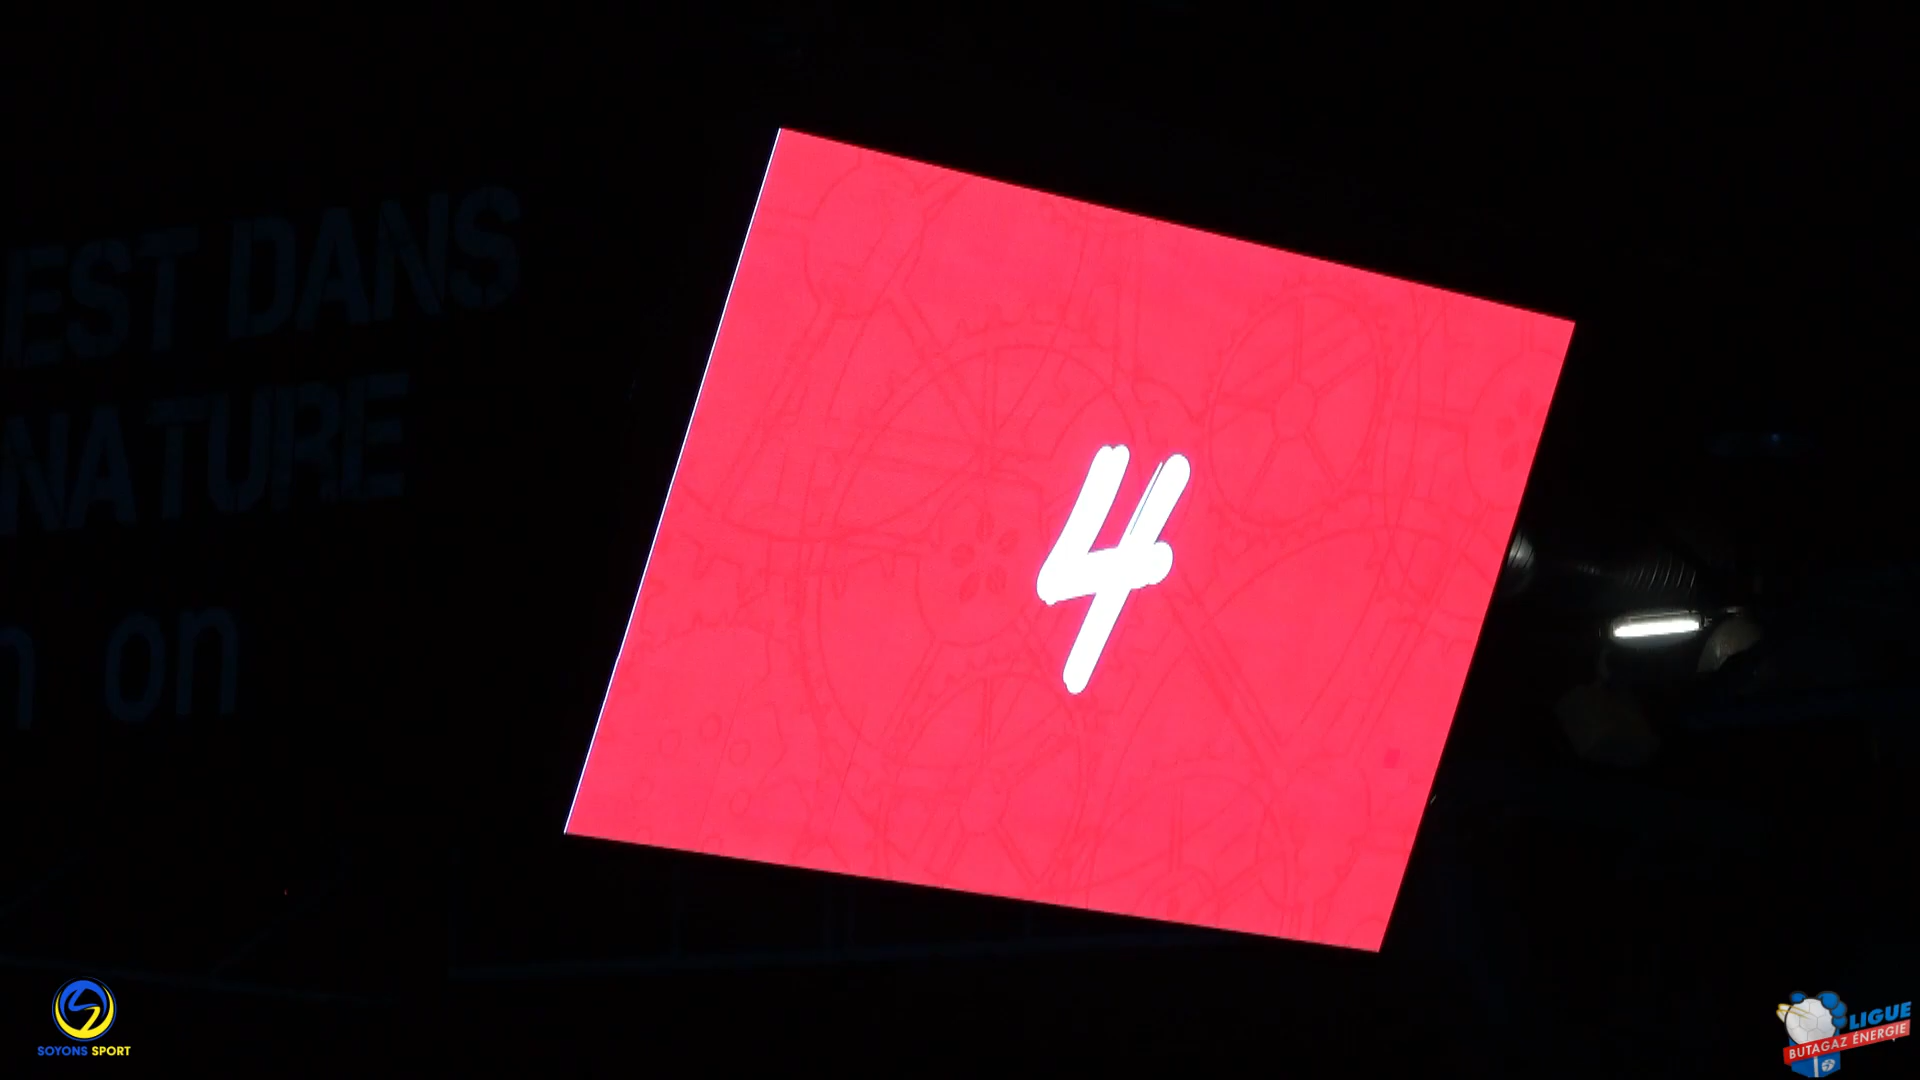 EST DANS
NATURE
on
4
SOYONS SPORT
LIGUE
BUTAGAZ ÉNERGIE